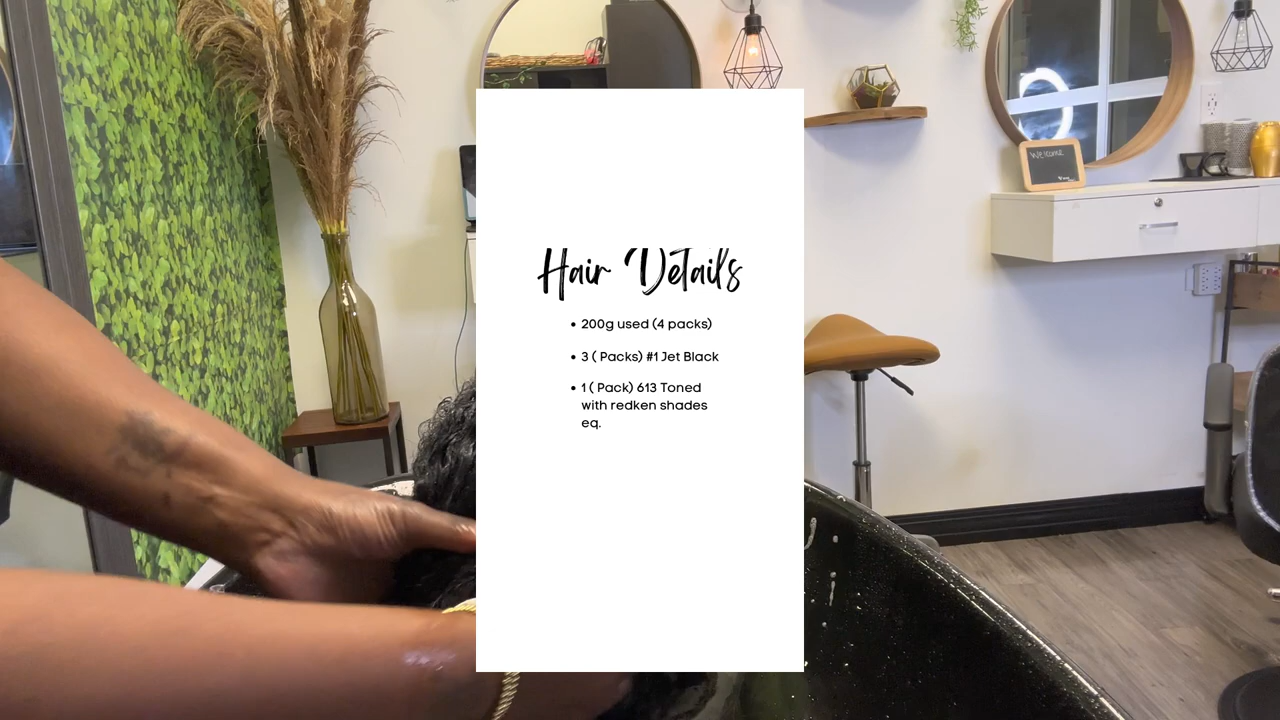 Hair Details
• 200g used (4 packs)
• 3 ( Packs) #1 Jet Black
• 1 ( Pack) 613 Toned
with redken shades
eq.
Welcome